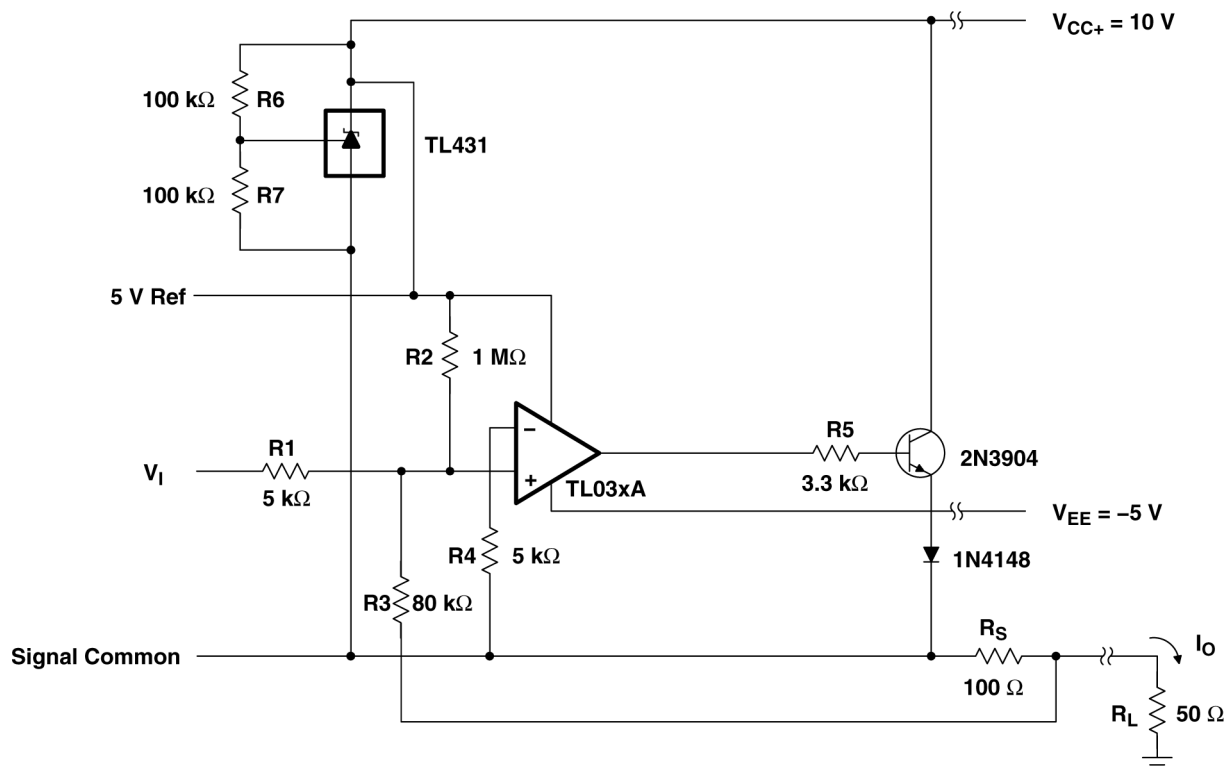 V_CC+ = 10 V
100 kΩ R6
TL431
100 kΩ R7
5 V Ref
R2 1 MΩ
R1
V_I
5 kΩ
−
+
TL03xA
R5
3.3 kΩ
2N3904
V_EE = −5 V
R4 5 kΩ
1N4148
R3 80 kΩ
Signal Common
R_S
100 Ω
I_O
R_L 50 Ω